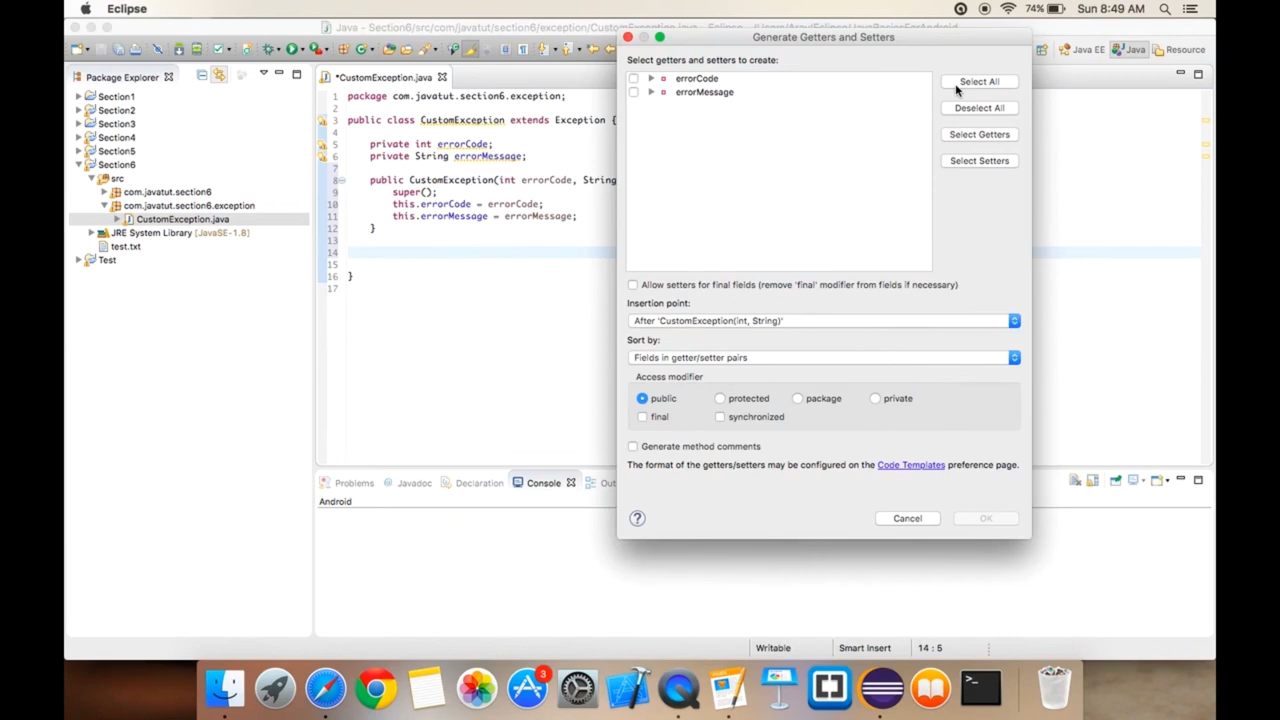 Eclipse
74%
Sun 8:49 AM
Java - Section6/src/com/javatut/section6/exception/CustomException.java - Eclipse
Generate Getters and Setters
Java EE
Java
Resource
Package Explorer
*CustomException.java
Section1
Section2
Section3
Section4
Section5
Section6
src
com.javatut.section6
com.javatut.section6.exception
CustomException.java
JRE System Library [JavaSE-1.8]
test.txt
Test
1 package com.javatut.section6.exception;
2
3 public class CustomException extends Exception {
5 private int errorCode;
6 private String errorMessage;
7
8 public CustomException(int errorCode, String
9 super();
10 this.errorCode = errorCode;
11 this.errorMessage = errorMessage;
12 }
13
14
15
16 }
17
Select getters and setters to create:
errorCode
errorMessage
Select All
Deselect All
Select Getters
Select Setters
Allow setters for final fields (remove 'final' modifier from fields if necessary)
Insertion point:
After 'CustomException(int, String)'
Sort by:
Fields in getter/setter pairs
Access modifier
public protected package private
final synchronized
Generate method comments
The format of the getters/setters may be configured on the Code Templates preference page.
?
Cancel
OK
Problems
Javadoc
Declaration
Console
Ou
Android
Writable
Smart Insert
14 : 5
3
>_